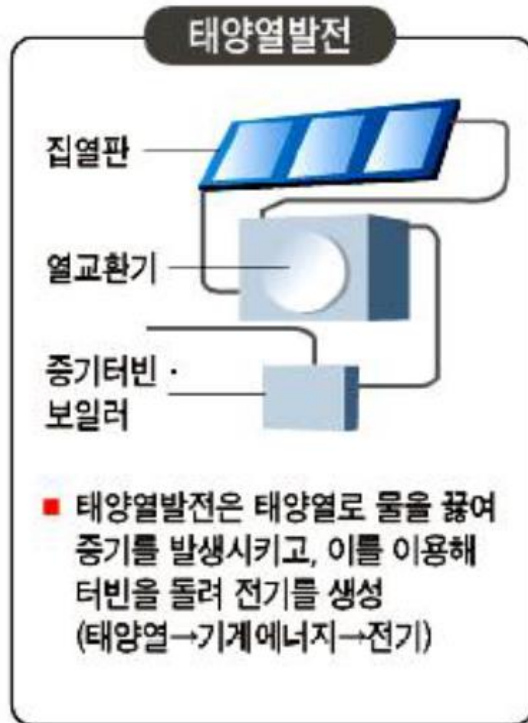 태양열발전
집열판
열교환기
증기터빈 ·
보일러
■ 태양열발전은 태양열로 물을 끓여
증기를 발생시키고, 이를 이용해
터빈을 돌려 전기를 생성
(태양열→기계에너지→전기)